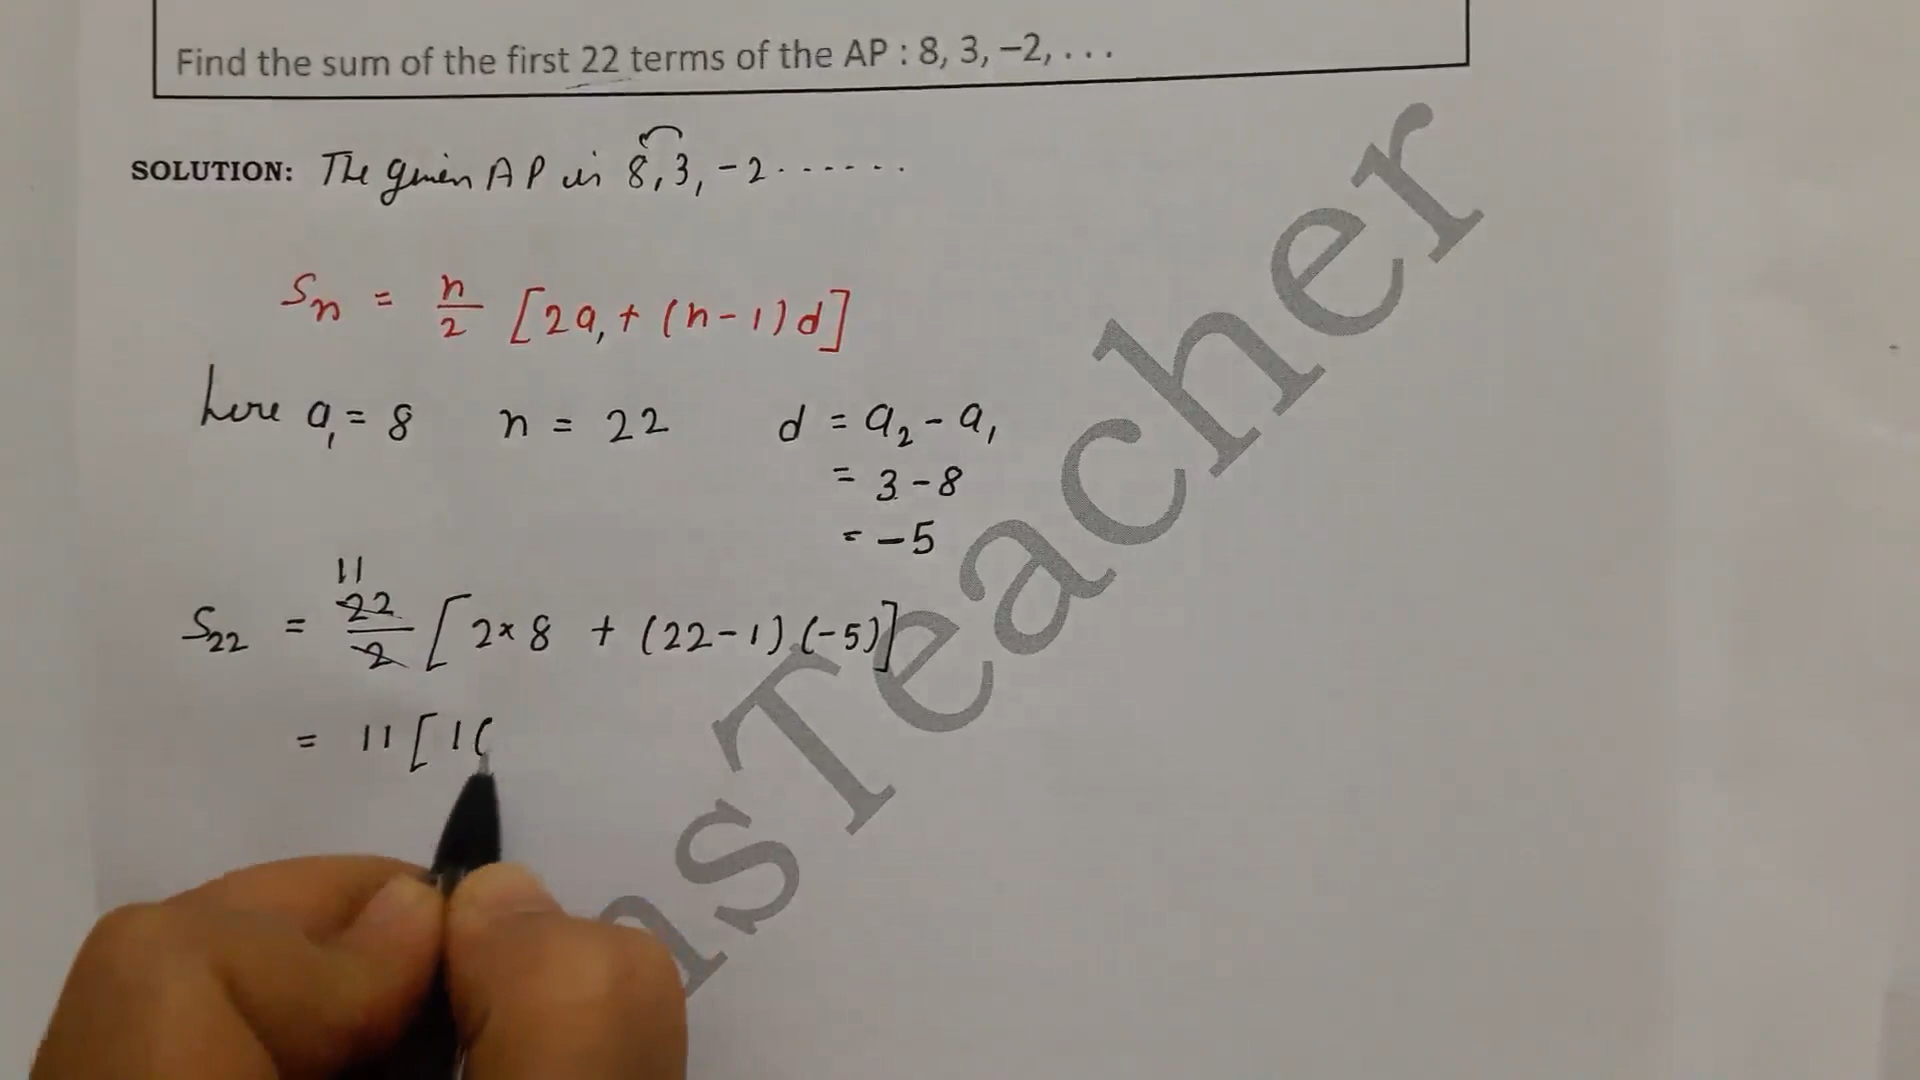 Find the sum of the first 22 terms of the AP : 8, 3, −2, . . .
SOLUTION: The given AP is 8, 3, -2 .......
Sn = n/2 [2a₁ + (n-1)d]
here a₁ = 8 n = 22 d = a₂ - a₁
= 3 - 8
= -5
11
S₂₂ = 22/2 [2×8 + (22-1)(-5)]
= 11 [1
Teacher